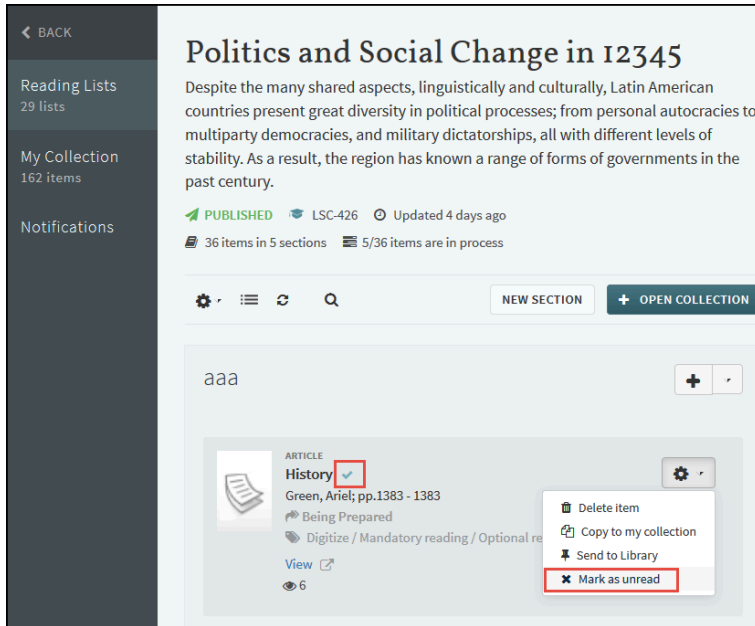 BACK
Reading Lists
29 lists
My Collection
162 items
Notifications
Politics and Social Change in 12345
Despite the many shared aspects, linguistically and culturally, Latin American
countries present great diversity in political processes; from personal autocracies to
multiparty democracies, and military dictatorships, all with different levels of
stability. As a result, the region has known a range of forms of governments in the
past century.
PUBLISHED LSC-426 Updated 4 days ago
36 items in 5 sections 5/36 items are in process
NEW SECTION + OPEN COLLECTION
aaa
ARTICLE
History
Green, Ariel; pp.1383 - 1383
Being Prepared
Digitize / Mandatory reading / Optional re
View
6
Delete item
Copy to my collection
Send to Library
Mark as unread